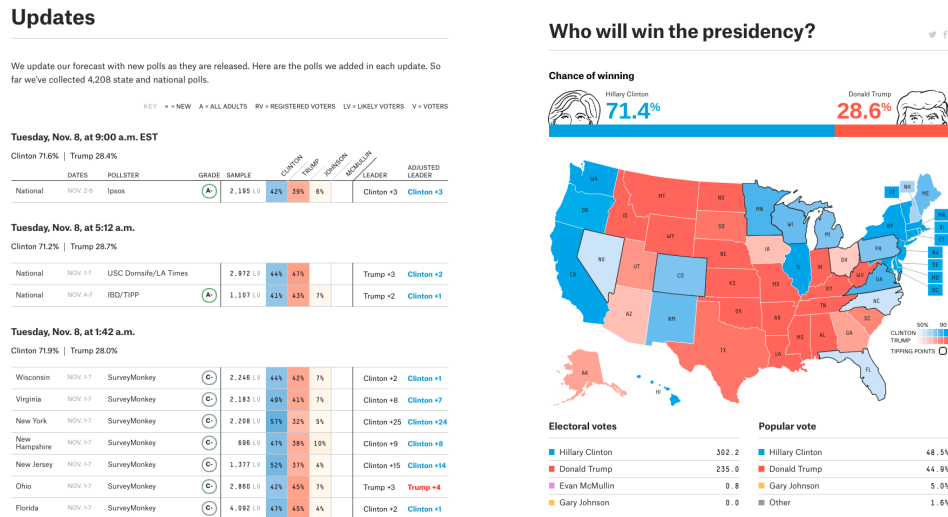 Updates
We update our forecast with new polls as they are released. Here are the polls we added in each update. So
far we've collected 4,208 state and national polls.
KEY • = NEW A = ALL ADULTS RV = REGISTERED VOTERS LV = LIKELY VOTERS V = VOTERS
Tuesday, Nov. 8, at 9:00 a.m. EST
Clinton 71.6% | Trump 28.4%
DATES POLLSTER GRADE SAMPLE CLINTON TRUMP JOHNSON MCMULLIN LEADER ADJUSTED LEADER
National NOV. 2-6 Ipsos A- 2,195 LV 42% 39% 6% Clinton +3 Clinton +3
Tuesday, Nov. 8, at 5:12 a.m.
Clinton 71.2% | Trump 28.7%
National NOV. 1-7 USC Dornsife/LA Times 2,972 LV 44% 47% Trump +3 Clinton +2
National NOV. 4-7 IBD/TIPP A- 1,107 LV 41% 43% 7% Trump +2 Clinton +1
Tuesday, Nov. 8, at 1:42 a.m.
Clinton 71.9% | Trump 28.0%
Wisconsin NOV. 1-7 SurveyMonkey C- 2,246 LV 44% 42% 7% Clinton +2 Clinton +1
Virginia NOV. 1-7 SurveyMonkey C- 2,183 LV 49% 41% 7% Clinton +8 Clinton +7
New York NOV. 1-7 SurveyMonkey C- 2,208 LV 57% 32% 5% Clinton +25 Clinton +24
New Hampshire NOV. 1-7 SurveyMonkey C- 696 LV 47% 38% 10% Clinton +9 Clinton +8
New Jersey NOV. 1-7 SurveyMonkey C- 1,377 LV 52% 37% 4% Clinton +15 Clinton +14
Ohio NOV. 1-7 SurveyMonkey C- 2,860 LV 42% 45% 7% Trump +3 Trump +4
Florida NOV. 1-7 SurveyMonkey C- 4,092 LV 47% 45% 4% Clinton +2 Clinton +1
Who will win the presidency?
Chance of winning
Hillary Clinton
71.4%
Donald Trump
28.6%
WA
MT
ND
MN
VT
NH
ME
OR
ID
SD
WI
MI
NY
MA
RI
CT
WY
NE
IA
PA
NJ
NV
UT
CO
IL
IN
OH
WV
VA
DE
MD
DC
CA
KS
MO
KY
NC
AZ
NM
OK
AR
TN
SC
TX
LA
MS
AL
GA
FL
AK
HI
50% 90
CLINTON
TRUMP
TIPPING POINTS
Electoral votes
Hillary Clinton 302.2
Donald Trump 235.0
Evan McMullin 0.8
Gary Johnson 0.0
Popular vote
Hillary Clinton 48.5%
Donald Trump 44.9%
Gary Johnson 5.0%
Other 1.6%